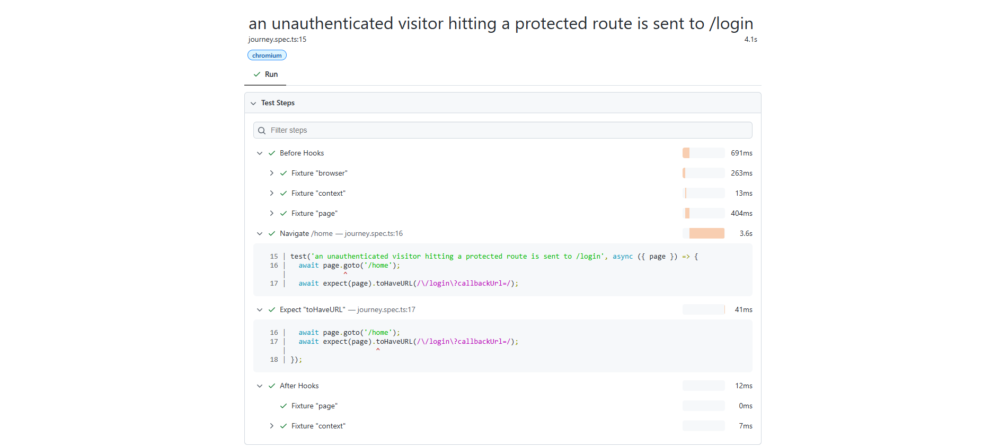 an unauthenticated visitor hitting a protected route is sent to /login
journey.spec.ts:15 4.1s
chromium
Run
Test Steps
Filter steps
Before Hooks 691ms
Fixture "browser" 263ms
Fixture "context" 13ms
Fixture "page" 404ms
Navigate /home — journey.spec.ts:16 3.6s
15 | test('an unauthenticated visitor hitting a protected route is sent to /login', async ({ page }) => {
16 |   await page.goto('/home');
|              ^
17 |   await expect(page).toHaveURL(/\/login\?callbackUrl=/);
Expect "toHaveURL" — journey.spec.ts:17 41ms
16 |   await page.goto('/home');
17 |   await expect(page).toHaveURL(/\/login\?callbackUrl=/);
|                      ^
18 | });
After Hooks 12ms
Fixture "page" 0ms
Fixture "context" 7ms